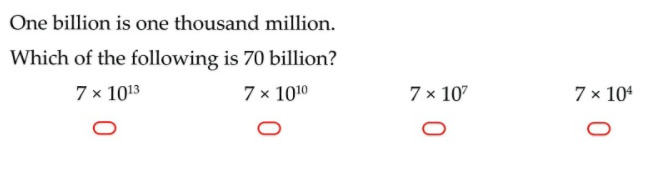 One billion is one thousand million.
Which of the following is 70 billion?
7 × 10¹³ 7 × 10¹⁰ 7 × 10⁷ 7 × 10⁴